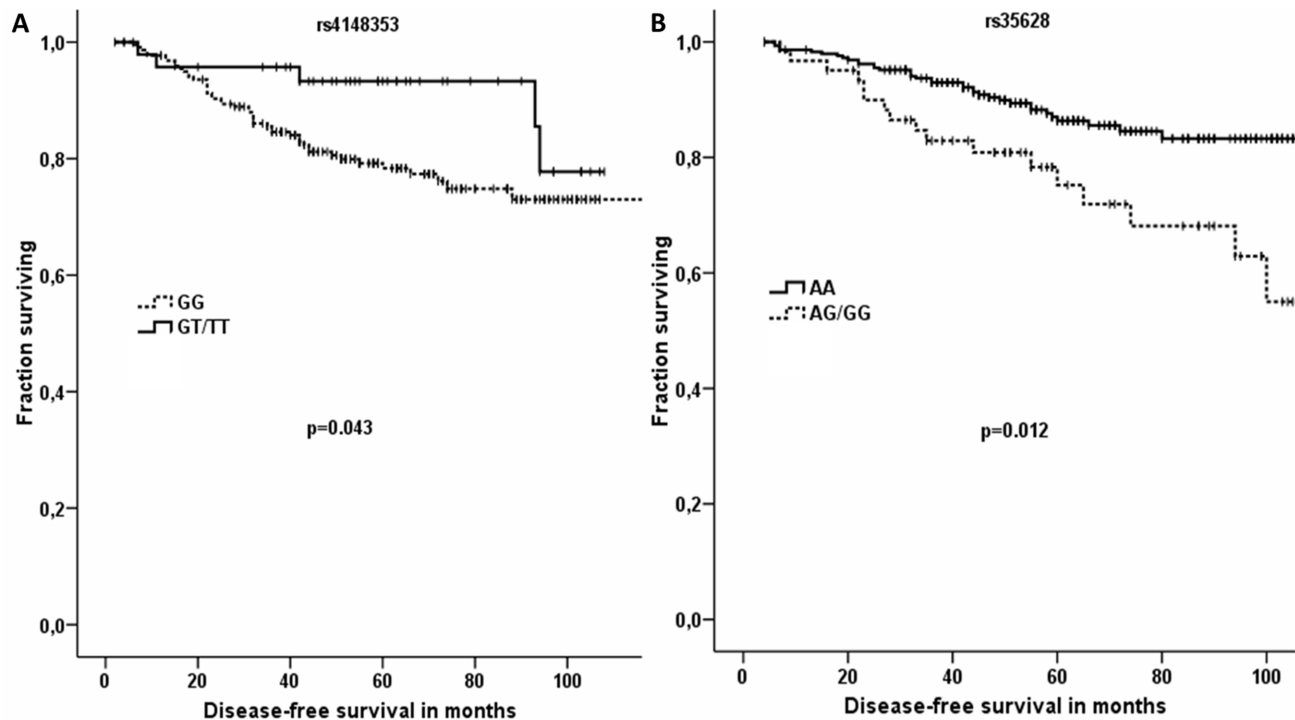 A
rs4148353
1,0
0,8
0,6
0,4
0,2
0,0
Fraction surviving
GG
GT/TT
p=0.043
0 20 40 60 80 100
Disease-free survival in months
B
rs35628
1,0
0,8
0,6
0,4
0,2
0,0
Fraction surviving
AA
AG/GG
p=0.012
0 20 40 60 80 100
Disease-free survival in months